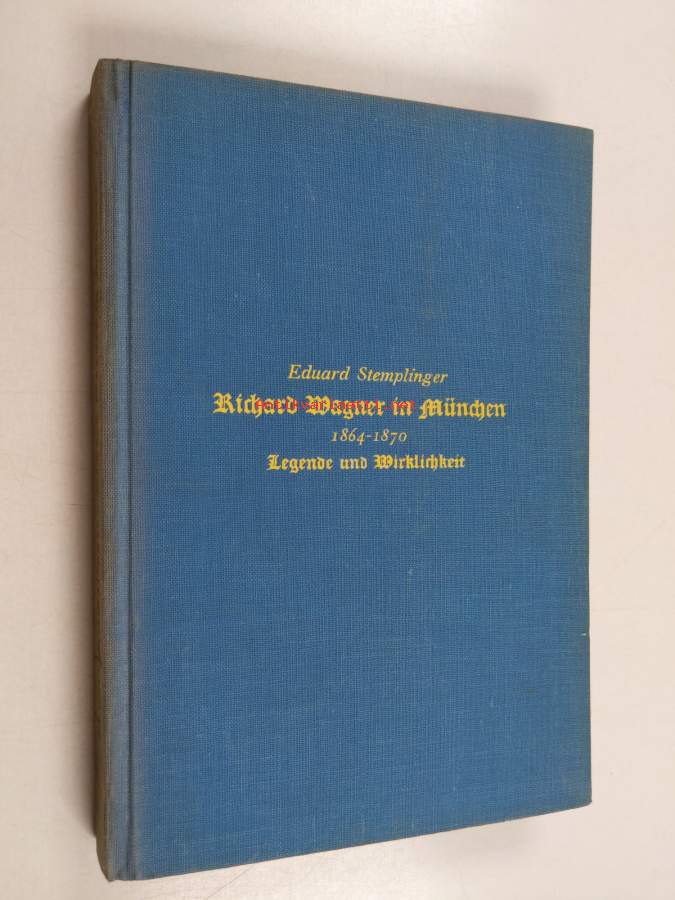 Eduard Stemplinger
Richard Wagner in München
1864-1870
Legende und Wirklichkeit